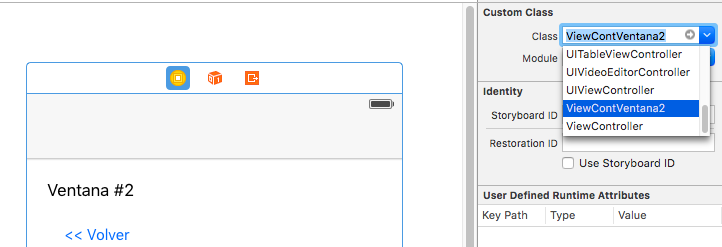 Custom Class
Class ViewContVentana2
Module
UITableViewController
UIVideoEditorController
UIViewController
ViewContVentana2
ViewController
Identity
Storyboard ID
Restoration ID
Use Storyboard ID
User Defined Runtime Attributes
Key Path Type Value
Ventana #2
<< Volver